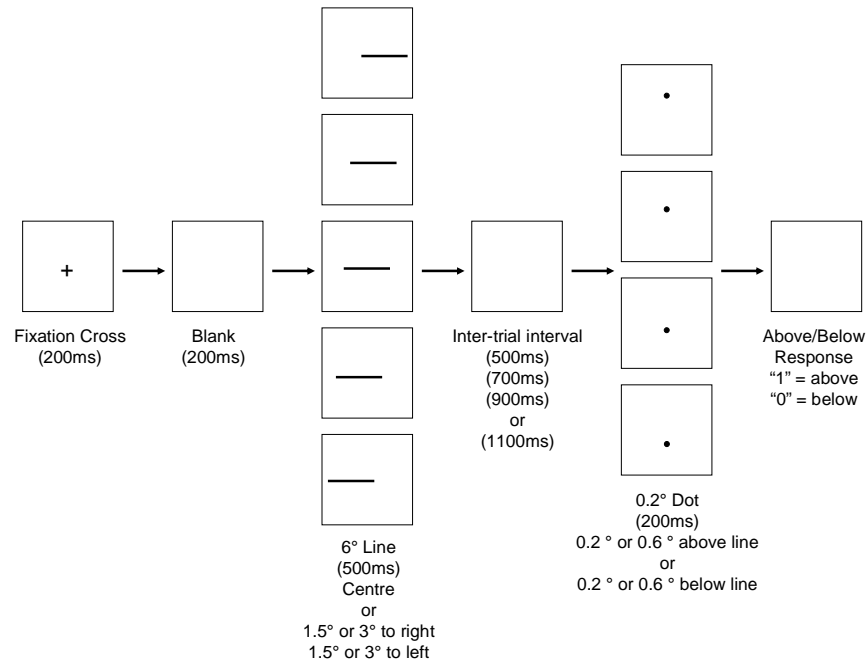 Fixation Cross
(200ms)
Blank
(200ms)
6° Line
(500ms)
Centre
or
1.5° or 3° to right
1.5° or 3° to left
Inter-trial interval
(500ms)
(700ms)
(900ms)
or
(1100ms)
0.2° Dot
(200ms)
0.2 ° or 0.6 ° above line
or
0.2 ° or 0.6 ° below line
Above/Below
Response
“1” = above
“0” = below